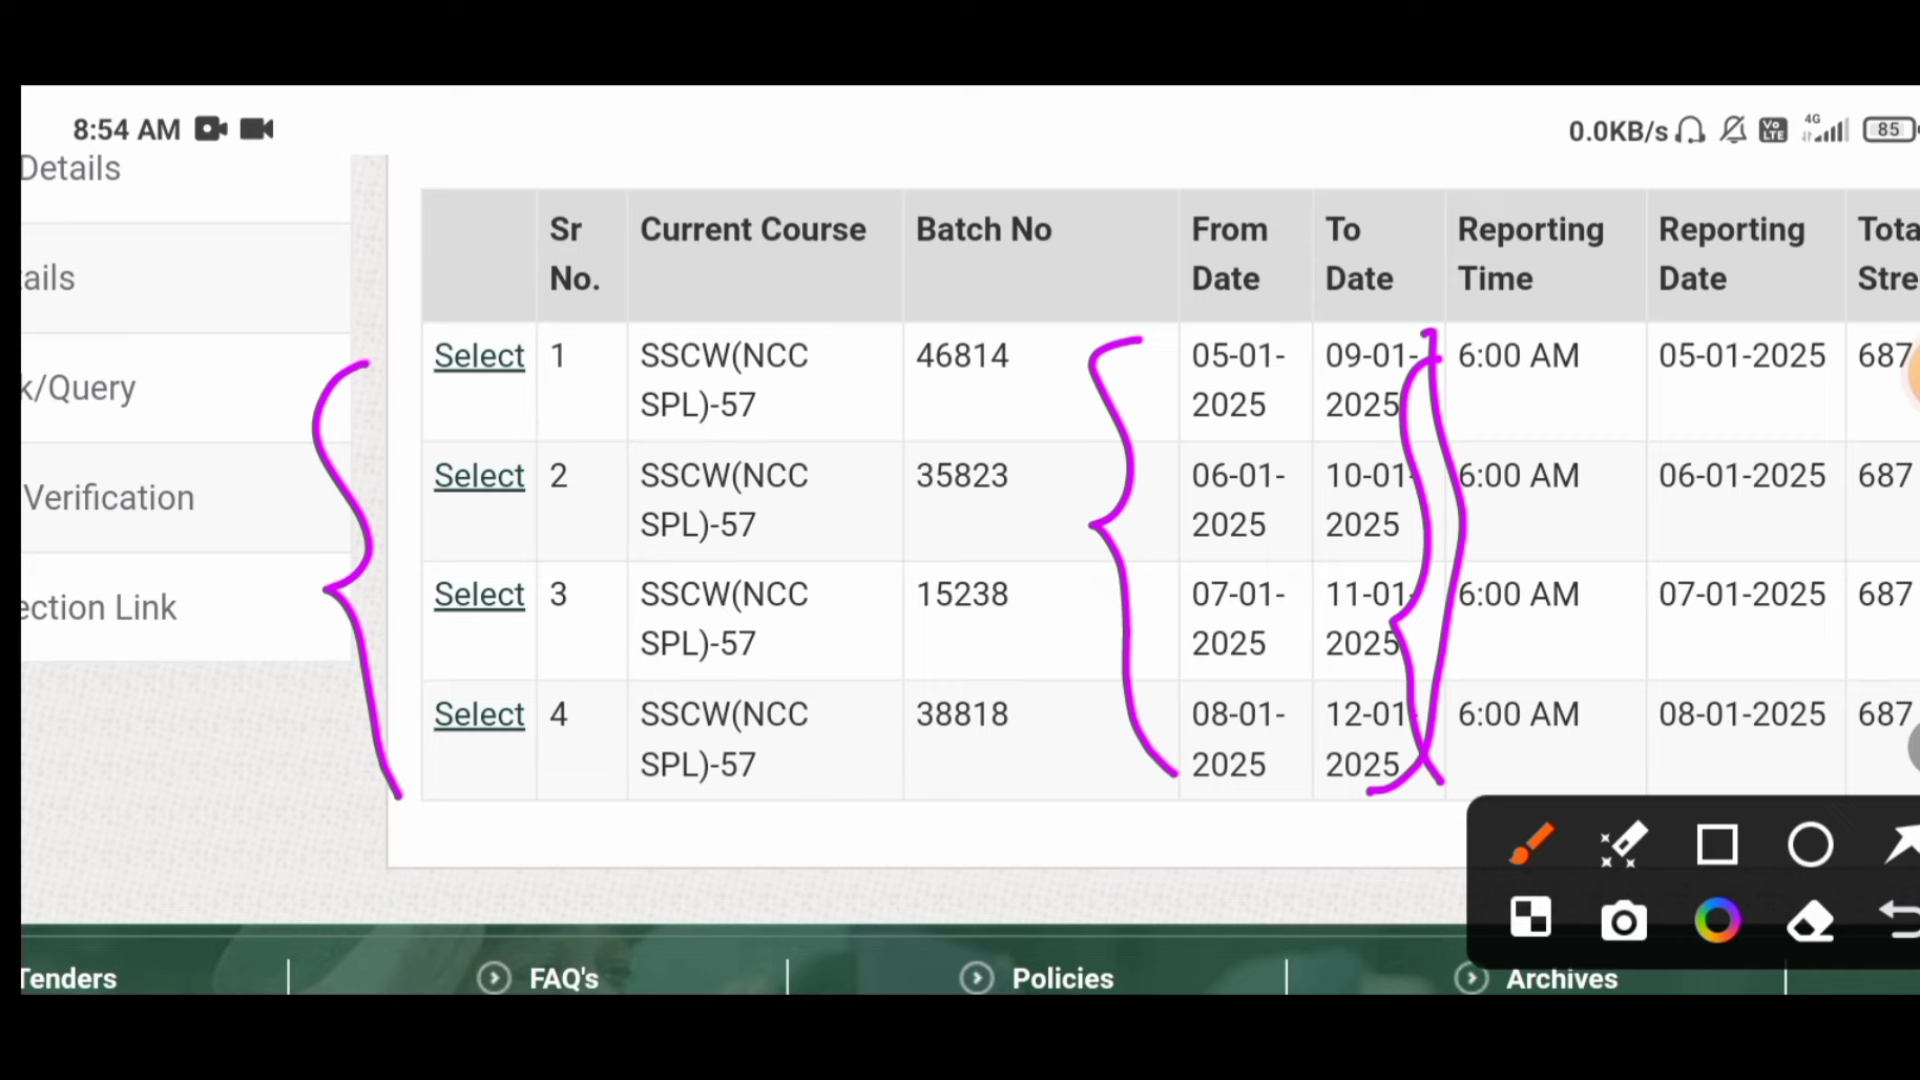 8:54 AM
0.0KB/s
Vo LTE
4G
85
Details
k/Query
Verification
ection Link
Sr No.
Current Course
Batch No
From Date
To Date
Reporting Time
Reporting Date
Select 1 SSCW(NCC SPL)-57 46814 05-01-2025 09-01-2025 6:00 AM 05-01-2025 687
Select 2 SSCW(NCC SPL)-57 35823 06-01-2025 10-01-2025 6:00 AM 06-01-2025 687
Select 3 SSCW(NCC SPL)-57 15238 07-01-2025 11-01-2025 6:00 AM 07-01-2025 687
Select 4 SSCW(NCC SPL)-57 38818 08-01-2025 12-01-2025 6:00 AM 08-01-2025 687
Tenders
FAQ's
Policies
Archives